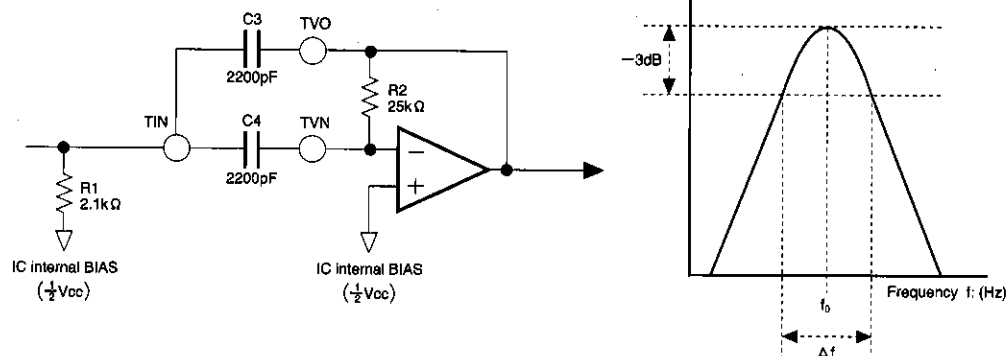 C3
TVO
2200pF
R2
25kΩ
TIN
C4
TVN
2200pF
−
+
R1
2.1kΩ
IC internal BIAS
(½Vcc)
IC internal BIAS
(½Vcc)
−3dB
Frequency f: (Hz)
f₀
Δf